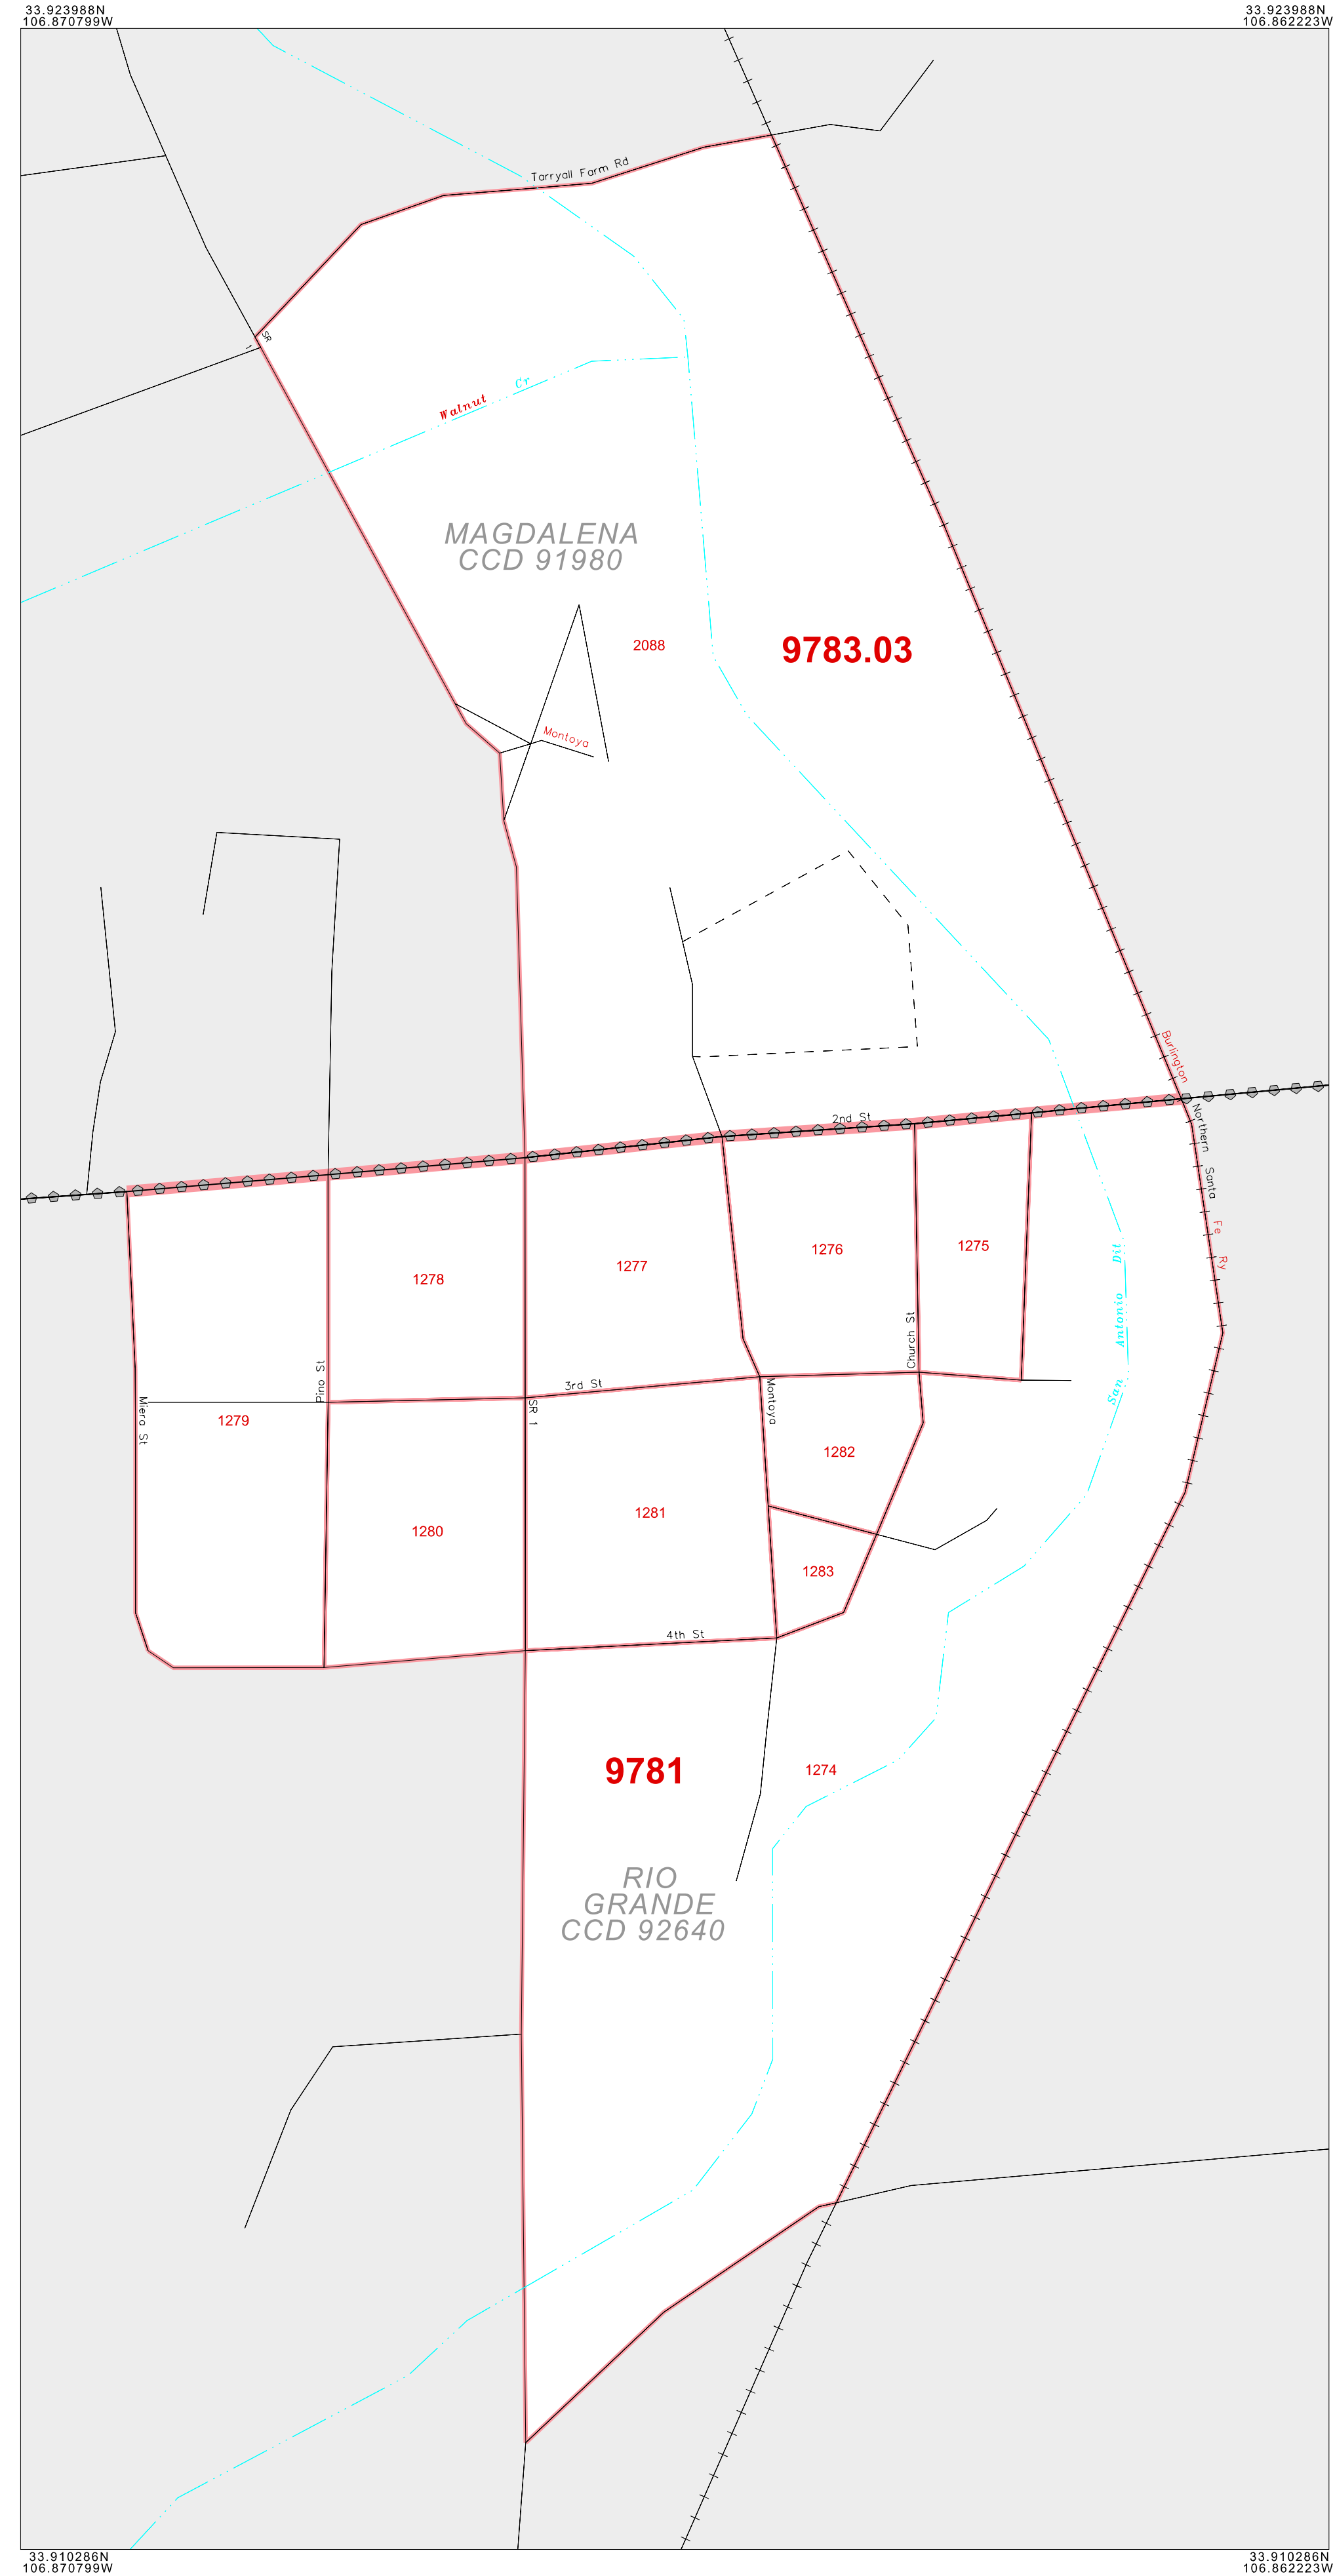 33.923988N
106.870799W
33.923988N
106.862223W
Tarryall Farm Rd
SR 1
Walnut Cr
MAGDALENA
CCD 91980
2088
9783.03
Montoya
Burlington Northern Santa Fe Ry
2nd St
1278
1277
1276
1275
San Antonio Dit
Miera St
Pino St
1279
3rd St
SR 1
Montoya
Church St
1282
1280
1281
1283
4th St
9781
1274
RIO
GRANDE
CCD 92640
33.910286N
106.870799W
33.910286N
106.862223W